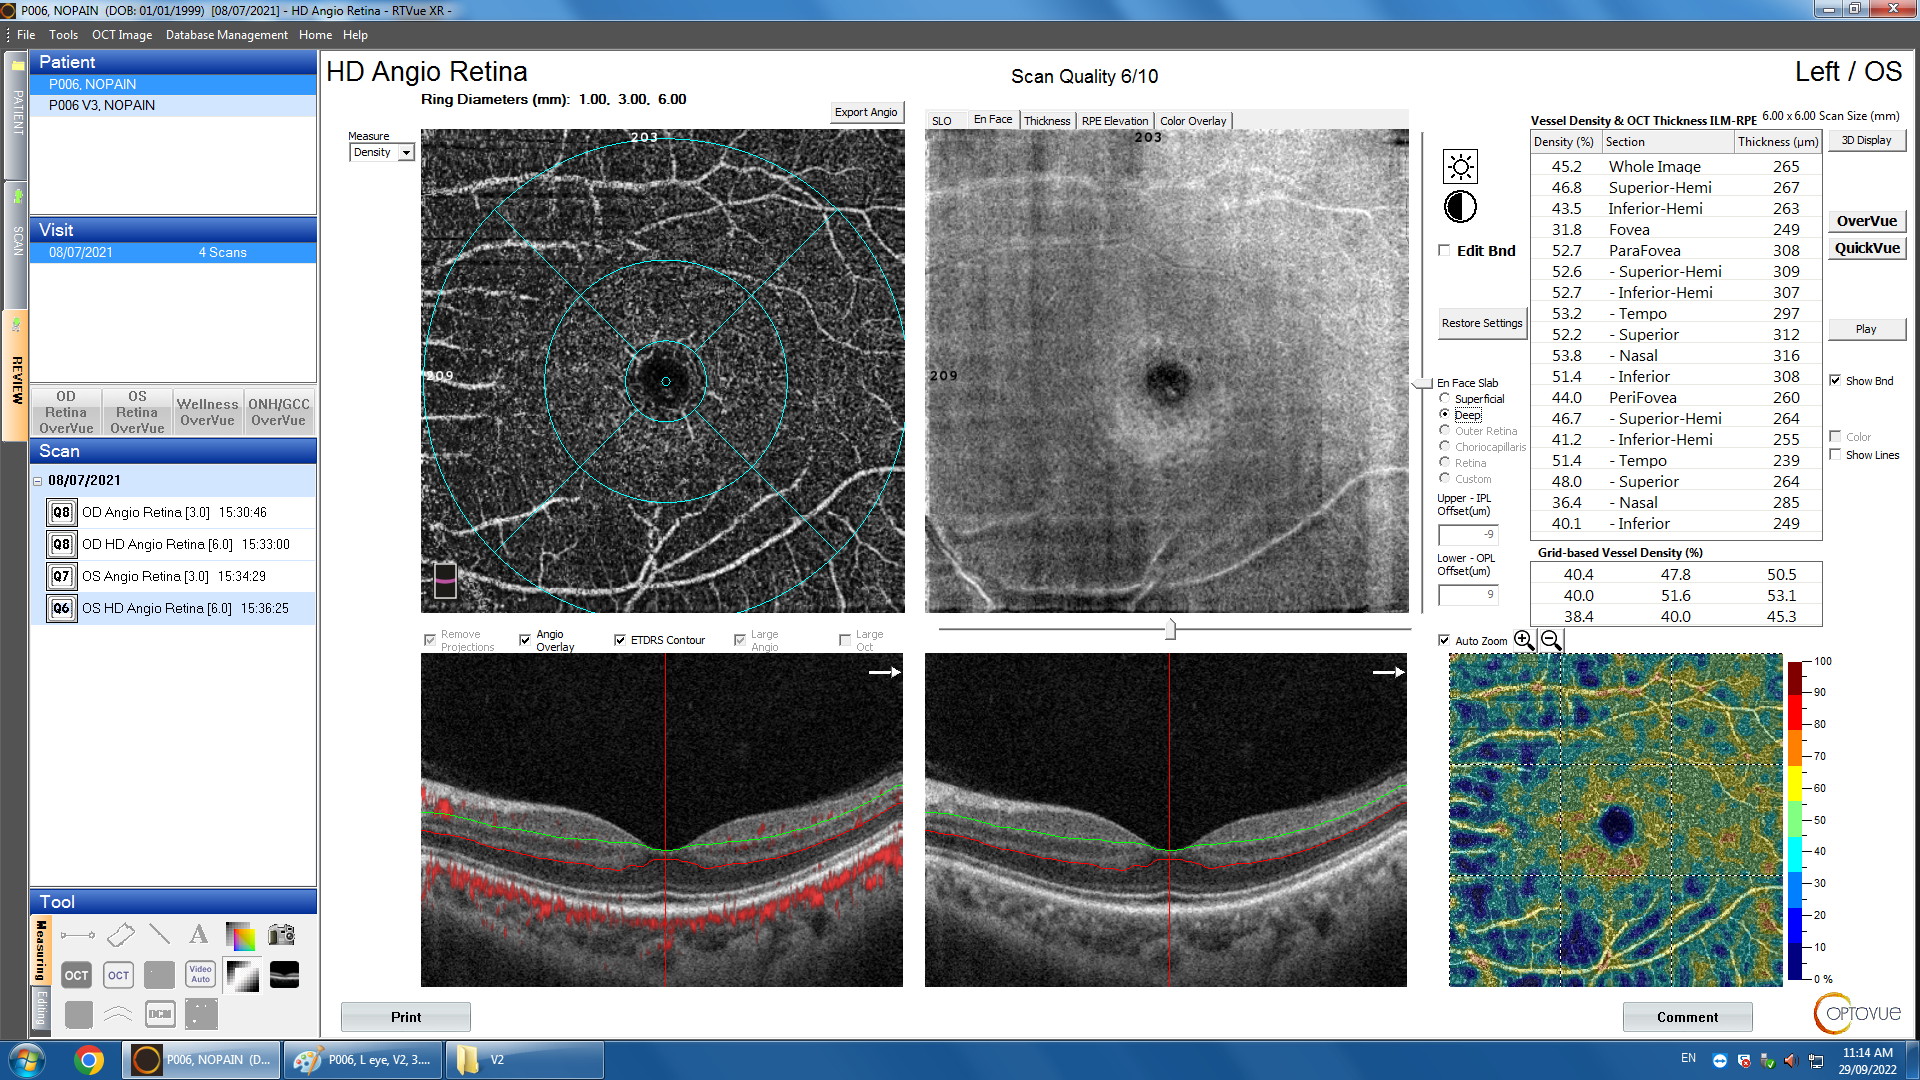 P006, NOPAIN (DOB: 01/01/1999) [08/07/2021] - HD Angio Retina - RTVue XR -
File Tools OCT Image Database Management Home Help
PATIENT
SCAN
REVIEW
Patient
P006, NOPAIN
P006 V3, NOPAIN
Visit
08/07/2021 4 Scans
OD Retina OverVue
OS Retina OverVue
Wellness OverVue
ONH/GCC OverVue
Scan
08/07/2021
Q8 OD Angio Retina [3.0] 15:30:46
Q8 OD HD Angio Retina [6.0] 15:33:00
Q7 OS Angio Retina [3.0] 15:34:29
Q6 OS HD Angio Retina [6.0] 15:36:25
Tool
Measuring
Editing
A
OCT
OCT
Video Auto
DCM
HD Angio Retina
Scan Quality 6/10
Left / OS
Ring Diameters (mm): 1.00, 3.00, 6.00
Export Angio
Measure
Density
203
209
SLO
En Face
Thickness
RPE Elevation
Color Overlay
203
209
Edit Bnd
Restore Settings
En Face Slab
Superficial
Deep
Outer Retina
Choriocapillaris
Retina
Custom
Upper - IPL
Offset(um)
-9
Lower - OPL
Offset(um)
9
Vessel Density & OCT Thickness ILM-RPE 6.00 x 6.00 Scan Size (mm)
Density (%) Section Thickness (µm)
45.2 Whole Image 265
46.8 Superior-Hemi 267
43.5 Inferior-Hemi 263
31.8 Fovea 249
52.7 ParaFovea 308
52.6 - Superior-Hemi 309
52.7 - Inferior-Hemi 307
53.2 - Tempo 297
52.2 - Superior 312
53.8 - Nasal 316
51.4 - Inferior 308
44.0 PeriFovea 260
46.7 - Superior-Hemi 264
41.2 - Inferior-Hemi 255
51.4 - Tempo 239
48.0 - Superior 264
36.4 - Nasal 285
40.1 - Inferior 249
Grid-based Vessel Density (%)
40.4 47.8 50.5
40.0 51.6 53.1
38.4 40.0 45.3
3D Display
OverVue
QuickVue
Play
Show Bnd
Color
Show Lines
Remove Projections
Angio Overlay
ETDRS Contour
Large Angio
Large Oct
Auto Zoom
100
90
80
70
60
50
40
30
20
10
0 %
Print
Comment
OPTOVUE
P006, NOPAIN (D...
P006, L eye, V2, 3....
V2
EN
11:14 AM
29/09/2022